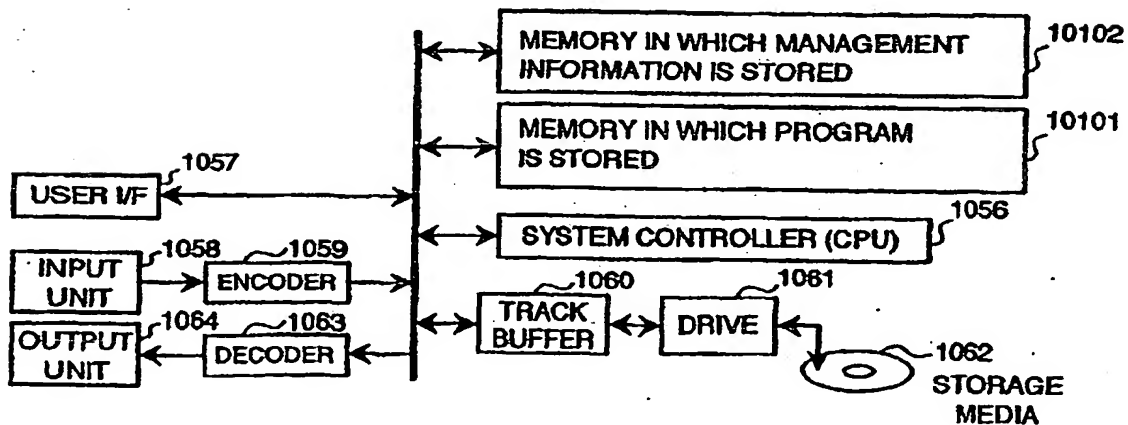 MEMORY IN WHICH MANAGEMENT
INFORMATION IS STORED
10102
MEMORY IN WHICH PROGRAM
IS STORED
10101
1057
USER I/F
1056
SYSTEM CONTROLLER (CPU)
1058
INPUT
UNIT
1059
ENCODER
1060
TRACK
BUFFER
1061
DRIVE
1064
OUTPUT
UNIT
1063
DECODER
1062
STORAGE
MEDIA